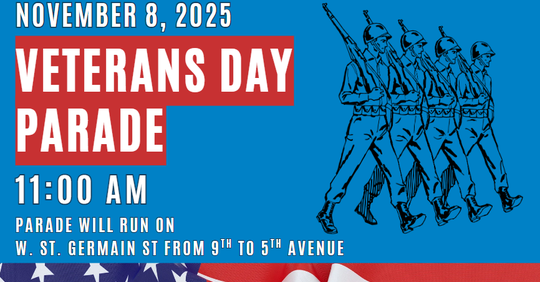 NOVEMBER 8, 2025
VETERANS DAY
PARADE
11:00 AM
PARADE WILL RUN ON
W. ST. GERMAIN ST FROM 9TH TO 5TH AVENUE